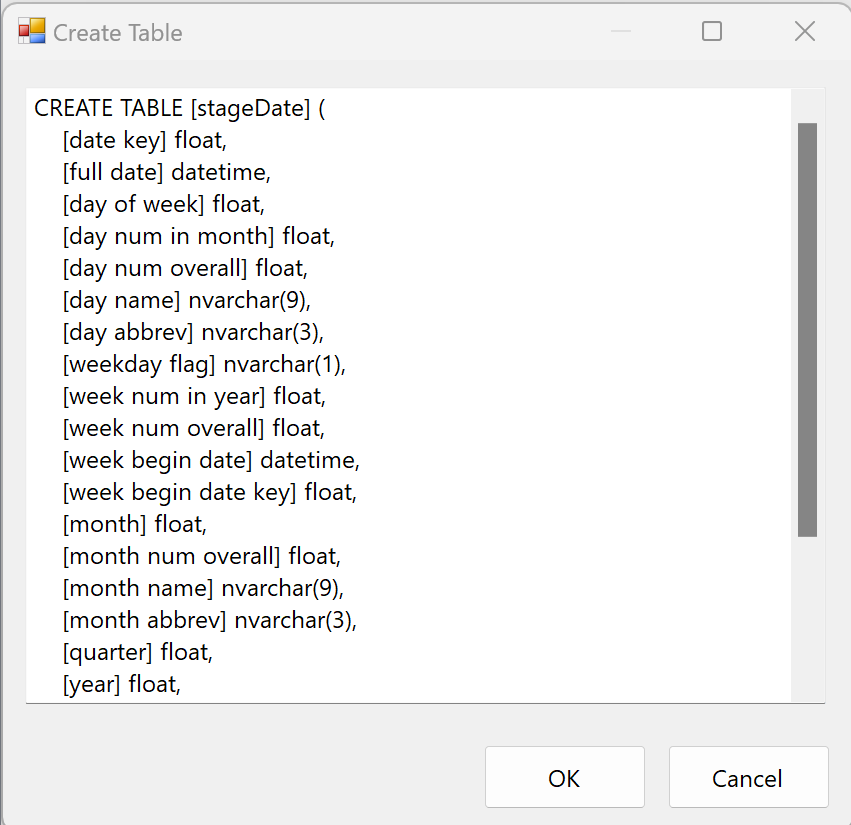 Create Table
CREATE TABLE [stageDate] (
[date key] float,
[full date] datetime,
[day of week] float,
[day num in month] float,
[day num overall] float,
[day name] nvarchar(9),
[day abbrev] nvarchar(3),
[weekday flag] nvarchar(1),
[week num in year] float,
[week num overall] float,
[week begin date] datetime,
[week begin date key] float,
[month] float,
[month num overall] float,
[month name] nvarchar(9),
[month abbrev] nvarchar(3),
[quarter] float,
[year] float,
OK Cancel